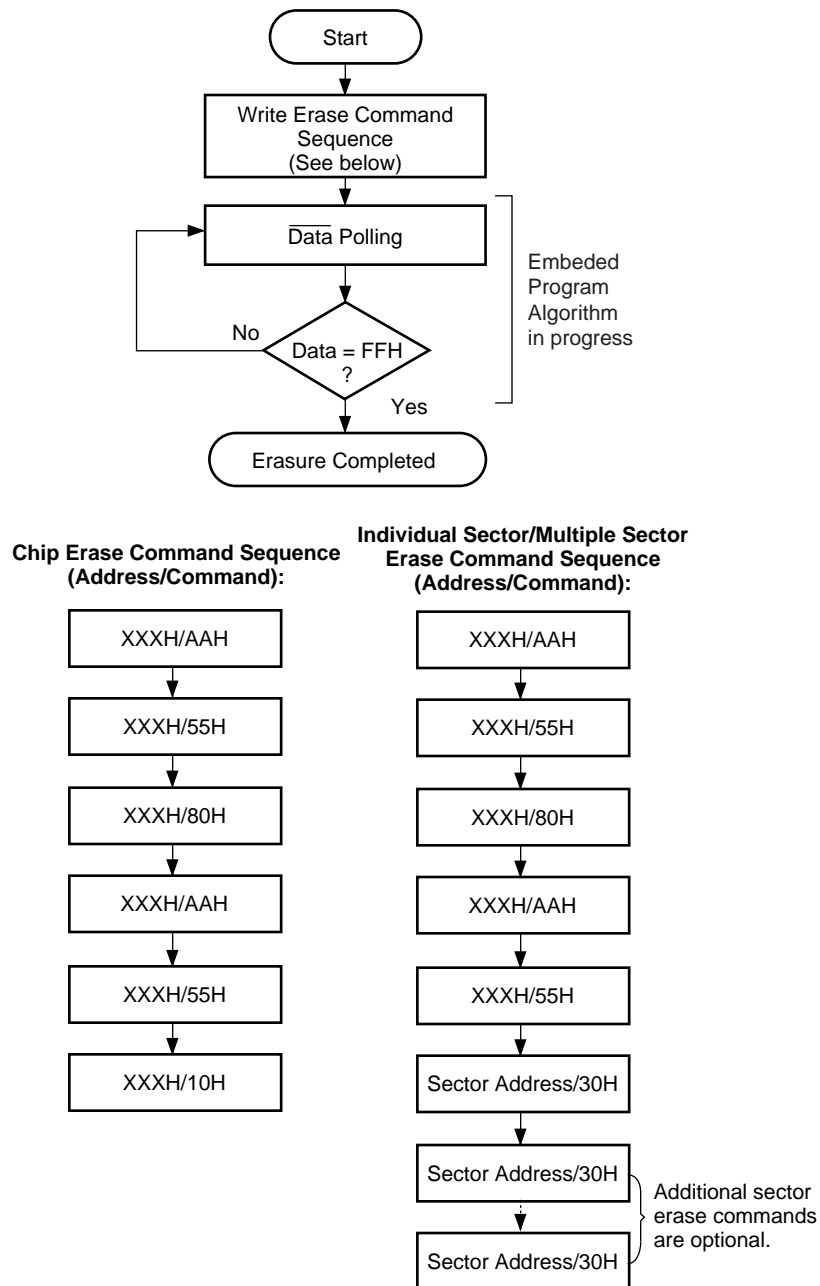 Start
Write Erase Command
Sequence
(See below)
Data Polling
Embeded
Program
Algorithm
in progress
No
Data = FFH
?
Yes
Erasure Completed
Chip Erase Command Sequence
(Address/Command):
XXXH/AAH
XXXH/55H
XXXH/80H
XXXH/AAH
XXXH/55H
XXXH/10H
Individual Sector/Multiple Sector
Erase Command Sequence
(Address/Command):
XXXH/AAH
XXXH/55H
XXXH/80H
XXXH/AAH
XXXH/55H
Sector Address/30H
Sector Address/30H
Sector Address/30H
Additional sector
erase commands
are optional.